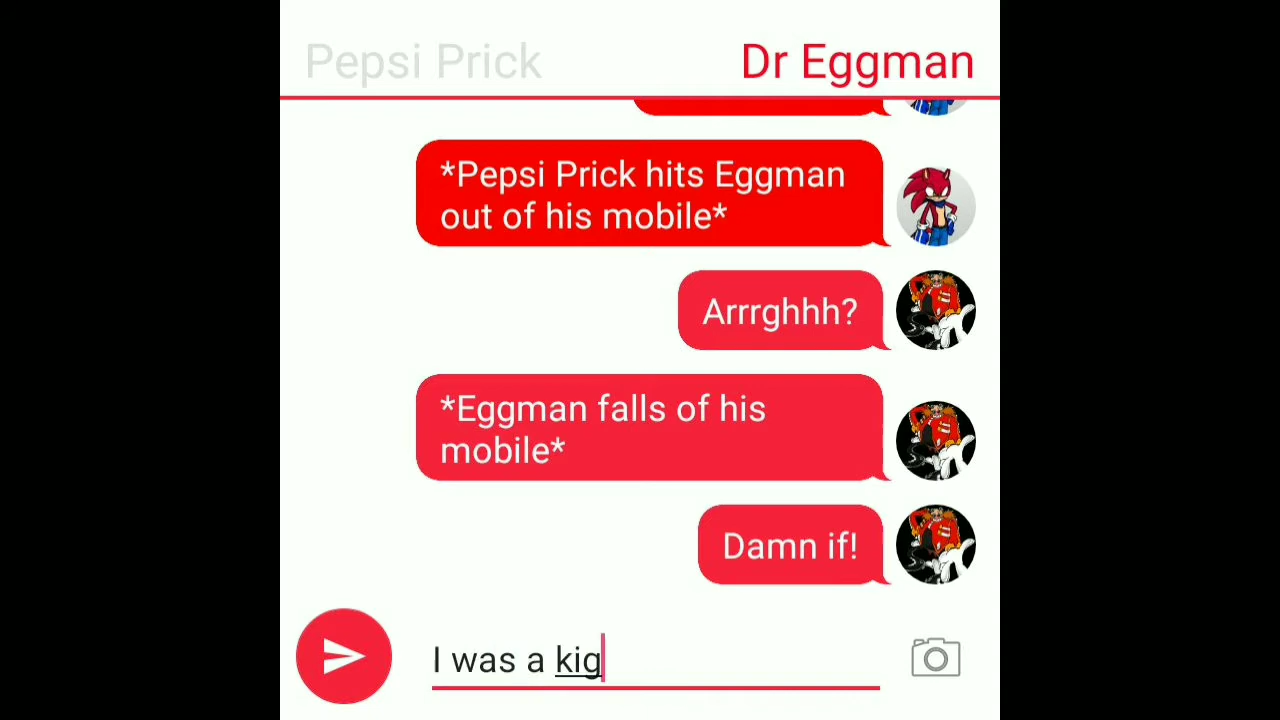 Pepsi Prick Dr Eggman
*Pepsi Prick hits Eggman
out of his mobile*
Arrrghhh?
*Eggman falls of his
mobile*
Damn if!
I was a kig